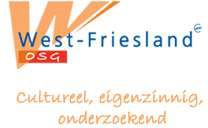 West-Friesland
OSG
Cultureel, eigenzinnig,
onderzoekend